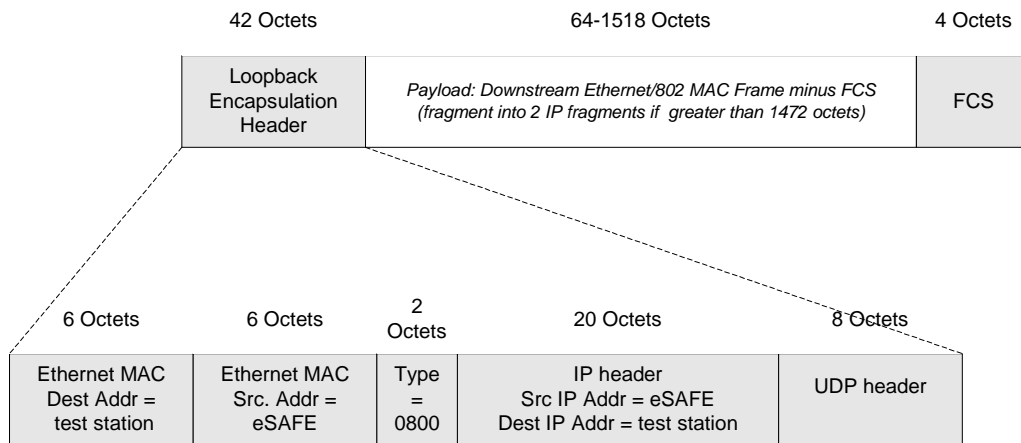 42 Octets
64-1518 Octets
4 Octets
Loopback
Encapsulation
Header
Payload: Downstream Ethernet/802 MAC Frame minus FCS
(fragment into 2 IP fragments if greater than 1472 octets)
FCS
6 Octets
6 Octets
2
Octets
20 Octets
8 Octets
Ethernet MAC
Dest Addr =
test station
Ethernet MAC
Src. Addr =
eSAFE
Type
=
0800
IP header
Src IP Addr = eSAFE
Dest IP Addr = test station
UDP header